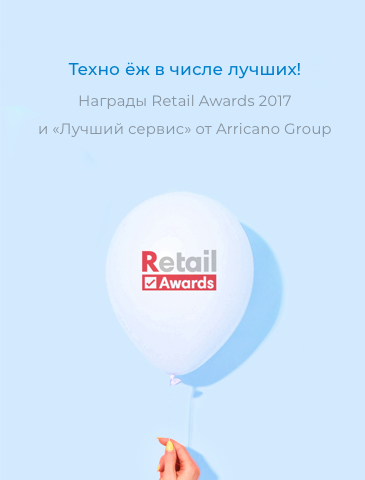 Техно ёж в числе лучших!
Награды Retail Awards 2017
и «Лучший сервис» от Arricano Group
Retail
Awards